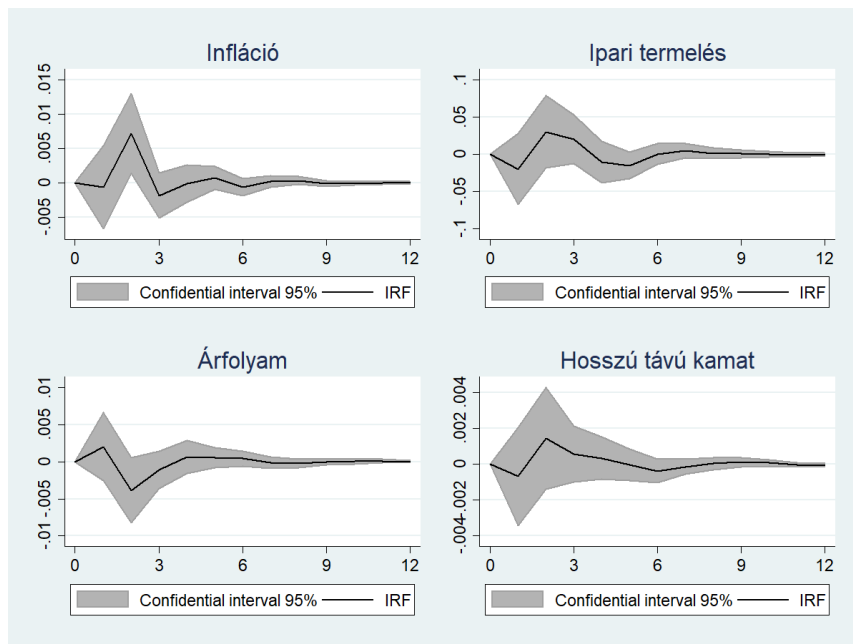 Infláció
.015
.01
.005
0
-.005
0 3 6 9 12
Confidential interval 95% IRF
Ipari termelés
.1
.05
0
-.05
-.1
0 3 6 9 12
Confidential interval 95% IRF
Árfolyam
.01
.005
0
-.005
-.01
0 3 6 9 12
Confidential interval 95% IRF
Hosszú távú kamat
.004
.002
0
-.002
-.004
0 3 6 9 12
Confidential interval 95% IRF